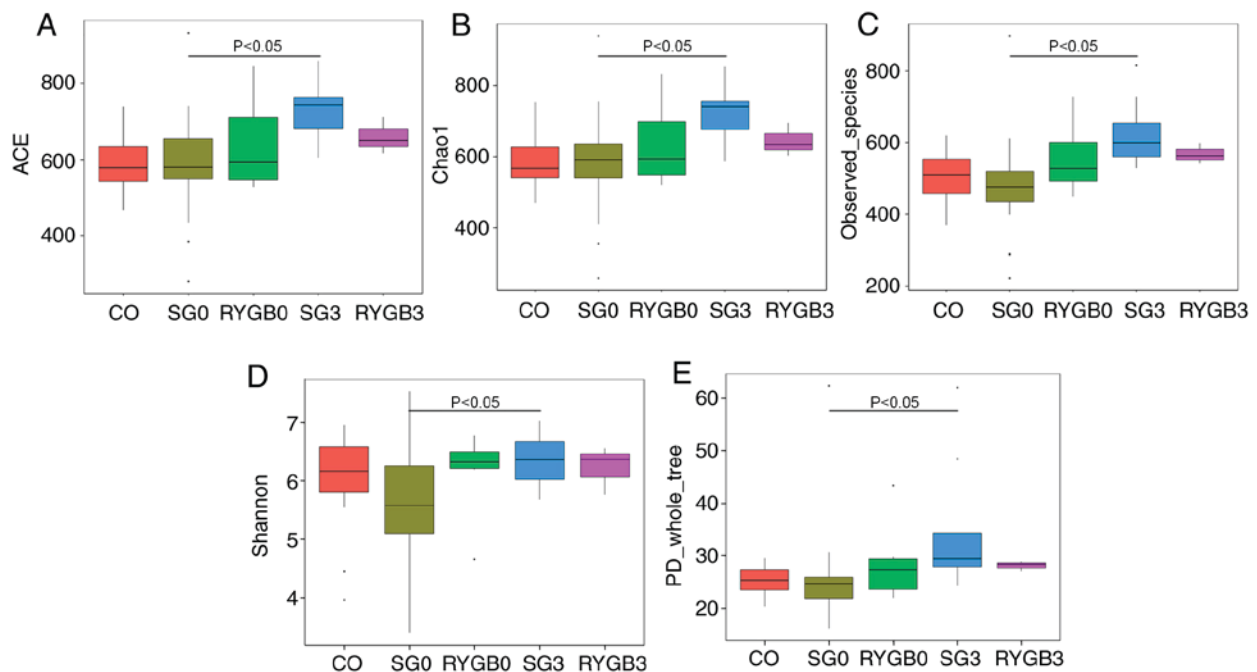 A
P<0.05
ACE
800
600
400
CO SG0 RYGB0 SG3 RYGB3
B
P<0.05
Chao1
800
600
400
CO SG0 RYGB0 SG3 RYGB3
C
P<0.05
Observed_species
800
600
400
200
CO SG0 RYGB0 SG3 RYGB3
D
P<0.05
Shannon
7
6
5
4
CO SG0 RYGB0 SG3 RYGB3
E
P<0.05
PD_whole_tree
60
50
40
30
20
CO SG0 RYGB0 SG3 RYGB3